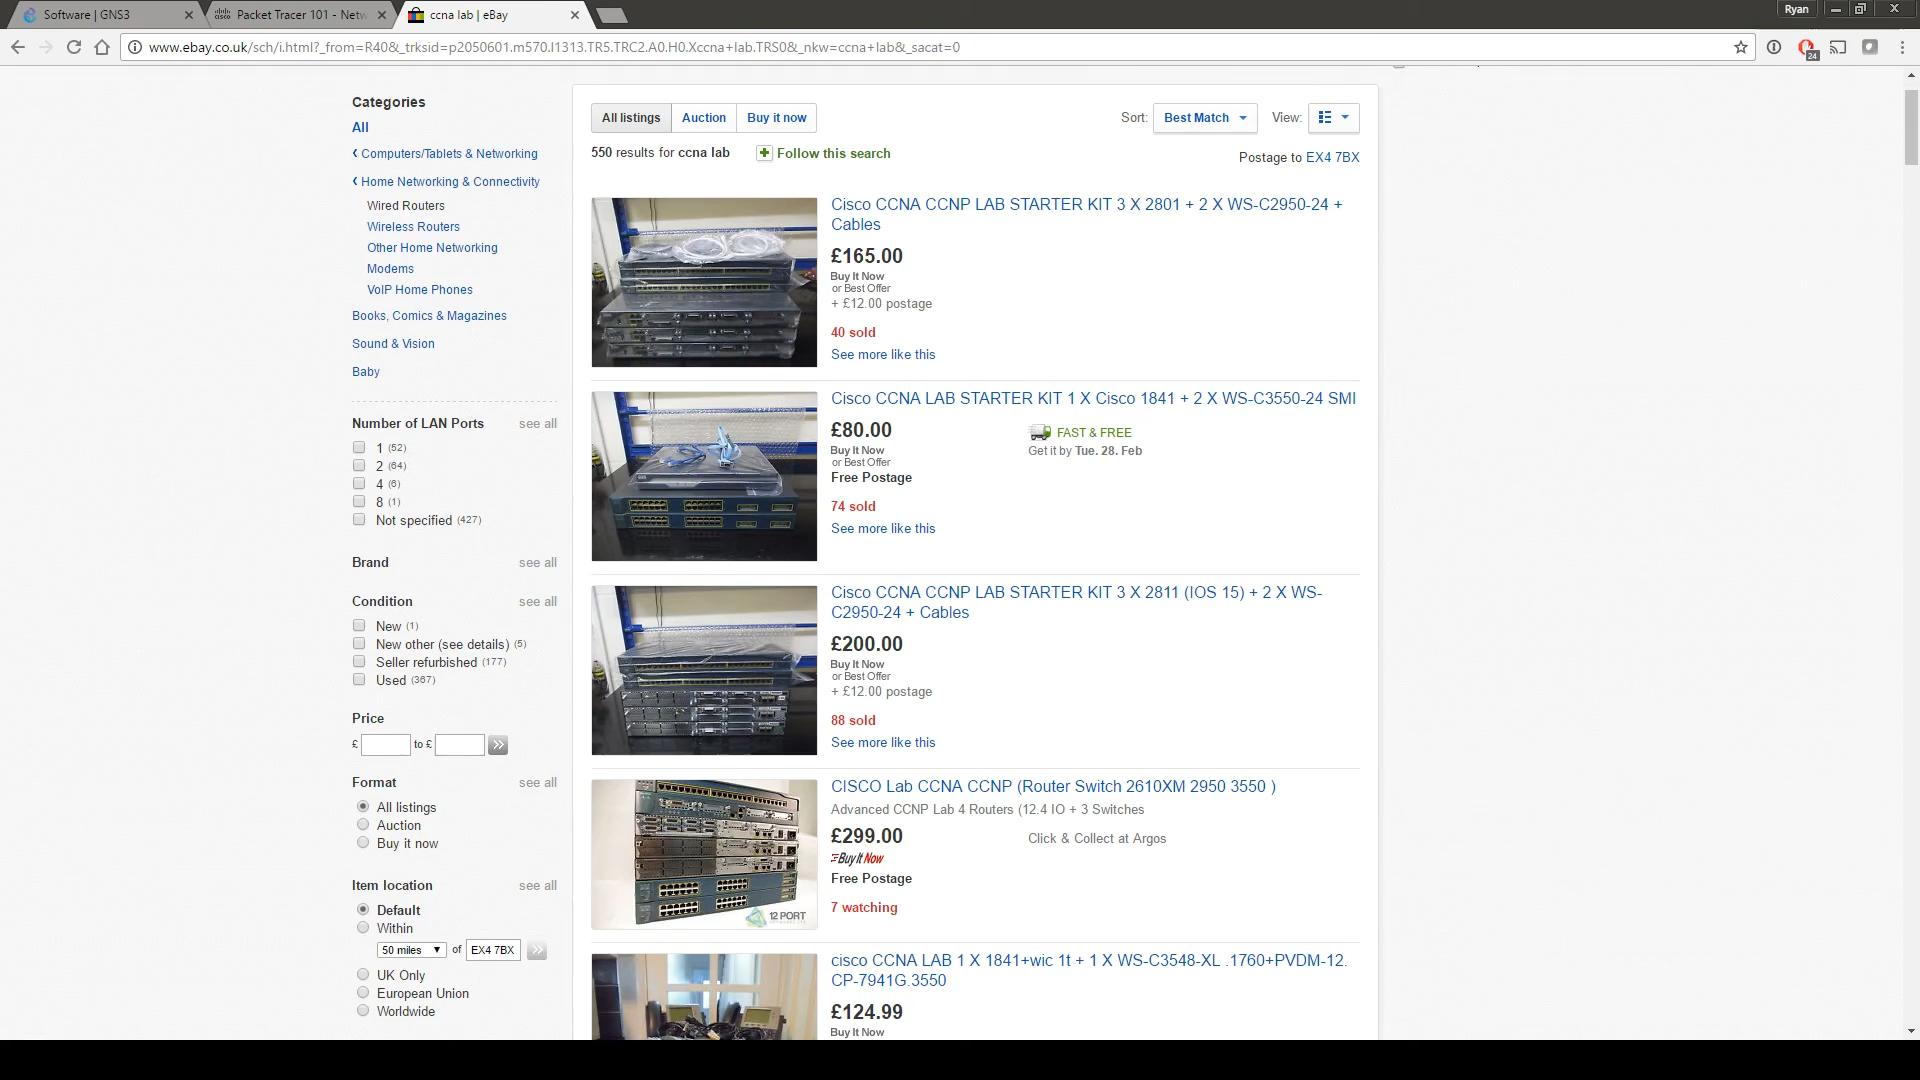 Software | GNS3
Packet Tracer 101 - Netw
ccna lab | eBay
Ryan
www.ebay.co.uk/sch/i.html?_from=R40&_trksid=p2050601.m570.l1313.TR5.TRC2.A0.H0.Xccna+lab.TRS0&_nkw=ccna+lab&_sacat=0
24
Categories
All
Computers/Tablets & Networking
Home Networking & Connectivity
Wired Routers
Wireless Routers
Other Home Networking
Modems
VoIP Home Phones
Books, Comics & Magazines
Sound & Vision
Baby
Number of LAN Ports see all
1 (52)
2 (64)
4 (6)
8 (1)
Not specified (427)
Brand see all
Condition see all
New (1)
New other (see details) (5)
Seller refurbished (177)
Used (367)
Price
£ to £
Format see all
All listings
Auction
Buy it now
Item location see all
Default
Within
50 miles of EX4 7BX
UK Only
European Union
Worldwide
All listings Auction Buy it now
Sort: Best Match View:
550 results for ccna lab Follow this search
Postage to EX4 7BX
Cisco CCNA CCNP LAB STARTER KIT 3 X 2801 + 2 X WS-C2950-24 +
Cables
£165.00
Buy It Now
or Best Offer
+ £12.00 postage
40 sold
See more like this
Cisco CCNA LAB STARTER KIT 1 X Cisco 1841 + 2 X WS-C3550-24 SMI
£80.00 FAST & FREE
Buy It Now Get it by Tue. 28. Feb
or Best Offer
Free Postage
74 sold
See more like this
Cisco CCNA CCNP LAB STARTER KIT 3 X 2811 (IOS 15) + 2 X WS-
C2950-24 + Cables
£200.00
Buy It Now
or Best Offer
+ £12.00 postage
88 sold
See more like this
CISCO Lab CCNA CCNP (Router Switch 2610XM 2950 3550 )
Advanced CCNP Lab 4 Routers (12.4 IO + 3 Switches
£299.00 Click & Collect at Argos
Buy It Now
Free Postage
7 watching
12 PORT
cisco CCNA LAB 1 X 1841+wic 1t + 1 X WS-C3548-XL .1760+PVDM-12.
CP-7941G.3550
£124.99
Buy It Now